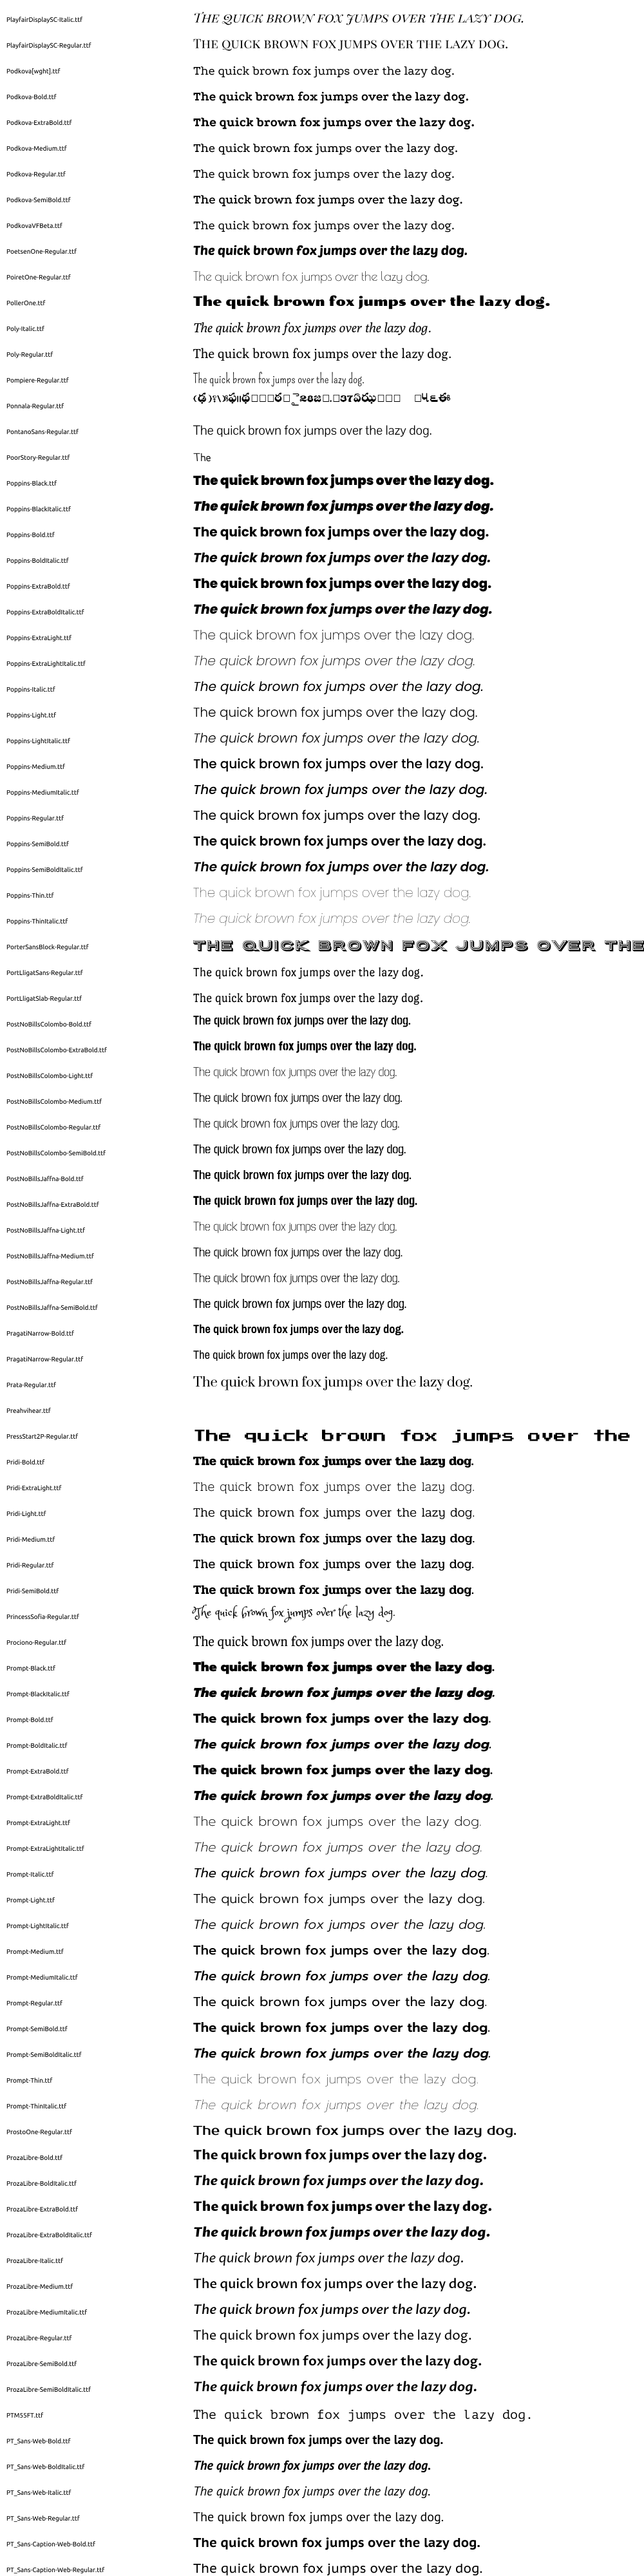 PlayfairDisplaySC-Italic.ttf The quick brown fox jumps over the lazy dog.
PlayfairDisplaySC-Regular.ttf The quick brown fox jumps over the lazy dog.
Podkova[wght].ttf The quick brown fox jumps over the lazy dog.
Podkova-Bold.ttf The quick brown fox jumps over the lazy dog.
Podkova-ExtraBold.ttf The quick brown fox jumps over the lazy dog.
Podkova-Medium.ttf The quick brown fox jumps over the lazy dog.
Podkova-Regular.ttf The quick brown fox jumps over the lazy dog.
Podkova-SemiBold.ttf The quick brown fox jumps over the lazy dog.
PodkovaVFBeta.ttf The quick brown fox jumps over the lazy dog.
PoetsenOne-Regular.ttf The quick brown fox jumps over the lazy dog.
PoiretOne-Regular.ttf The quick brown fox jumps over the lazy dog.
PollerOne.ttf The quick brown fox jumps over the lazy dog.
Poly-Italic.ttf The quick brown fox jumps over the lazy dog.
Poly-Regular.ttf The quick brown fox jumps over the lazy dog.
Pompiere-Regular.ttf The quick brown fox jumps over the lazy dog.
Ponnala-Regular.ttf
PontanoSans-Regular.ttf The quick brown fox jumps over the lazy dog.
PoorStory-Regular.ttf The
Poppins-Black.ttf The quick brown fox jumps over the lazy dog.
Poppins-BlackItalic.ttf The quick brown fox jumps over the lazy dog.
Poppins-Bold.ttf The quick brown fox jumps over the lazy dog.
Poppins-BoldItalic.ttf The quick brown fox jumps over the lazy dog.
Poppins-ExtraBold.ttf The quick brown fox jumps over the lazy dog.
Poppins-ExtraBoldItalic.ttf The quick brown fox jumps over the lazy dog.
Poppins-ExtraLight.ttf The quick brown fox jumps over the lazy dog.
Poppins-ExtraLightItalic.ttf The quick brown fox jumps over the lazy dog.
Poppins-Italic.ttf The quick brown fox jumps over the lazy dog.
Poppins-Light.ttf The quick brown fox jumps over the lazy dog.
Poppins-LightItalic.ttf The quick brown fox jumps over the lazy dog.
Poppins-Medium.ttf The quick brown fox jumps over the lazy dog.
Poppins-MediumItalic.ttf The quick brown fox jumps over the lazy dog.
Poppins-Regular.ttf The quick brown fox jumps over the lazy dog.
Poppins-SemiBold.ttf The quick brown fox jumps over the lazy dog.
Poppins-SemiBoldItalic.ttf The quick brown fox jumps over the lazy dog.
Poppins-Thin.ttf The quick brown fox jumps over the lazy dog.
Poppins-ThinItalic.ttf The quick brown fox jumps over the lazy dog.
PorterSansBlock-Regular.ttf THE QUICK BROWN FOX JUMPS OVER THE
PortLligatSans-Regular.ttf The quick brown fox jumps over the lazy dog.
PortLligatSlab-Regular.ttf The quick brown fox jumps over the lazy dog.
PostNoBillsColombo-Bold.ttf The quick brown fox jumps over the lazy dog.
PostNoBillsColombo-ExtraBold.ttf The quick brown fox jumps over the lazy dog.
PostNoBillsColombo-Light.ttf The quick brown fox jumps over the lazy dog.
PostNoBillsColombo-Medium.ttf The quick brown fox jumps over the lazy dog.
PostNoBillsColombo-Regular.ttf The quick brown fox jumps over the lazy dog.
PostNoBillsColombo-SemiBold.ttf The quick brown fox jumps over the lazy dog.
PostNoBillsJaffna-Bold.ttf The quick brown fox jumps over the lazy dog.
PostNoBillsJaffna-ExtraBold.ttf The quick brown fox jumps over the lazy dog.
PostNoBillsJaffna-Light.ttf The quick brown fox jumps over the lazy dog.
PostNoBillsJaffna-Medium.ttf The quick brown fox jumps over the lazy dog.
PostNoBillsJaffna-Regular.ttf The quick brown fox jumps over the lazy dog.
PostNoBillsJaffna-SemiBold.ttf The quick brown fox jumps over the lazy dog.
PragatiNarrow-Bold.ttf The quick brown fox jumps over the lazy dog.
PragatiNarrow-Regular.ttf The quick brown fox jumps over the lazy dog.
Prata-Regular.ttf The quick brown fox jumps over the lazy dog.
Preahvihear.ttf
PressStart2P-Regular.ttf The quick brown fox jumps over the
Pridi-Bold.ttf The quick brown fox jumps over the lazy dog.
Pridi-ExtraLight.ttf The quick brown fox jumps over the lazy dog.
Pridi-Light.ttf The quick brown fox jumps over the lazy dog.
Pridi-Medium.ttf The quick brown fox jumps over the lazy dog.
Pridi-Regular.ttf The quick brown fox jumps over the lazy dog.
Pridi-SemiBold.ttf The quick brown fox jumps over the lazy dog.
PrincessSofia-Regular.ttf The quick brown fox jumps over the lazy dog.
Prociono-Regular.ttf The quick brown fox jumps over the lazy dog.
Prompt-Black.ttf The quick brown fox jumps over the lazy dog.
Prompt-BlackItalic.ttf The quick brown fox jumps over the lazy dog.
Prompt-Bold.ttf The quick brown fox jumps over the lazy dog.
Prompt-BoldItalic.ttf The quick brown fox jumps over the lazy dog.
Prompt-ExtraBold.ttf The quick brown fox jumps over the lazy dog.
Prompt-ExtraBoldItalic.ttf The quick brown fox jumps over the lazy dog.
Prompt-ExtraLight.ttf The quick brown fox jumps over the lazy dog.
Prompt-ExtraLightItalic.ttf The quick brown fox jumps over the lazy dog.
Prompt-Italic.ttf The quick brown fox jumps over the lazy dog.
Prompt-Light.ttf The quick brown fox jumps over the lazy dog.
Prompt-LightItalic.ttf The quick brown fox jumps over the lazy dog.
Prompt-Medium.ttf The quick brown fox jumps over the lazy dog.
Prompt-MediumItalic.ttf The quick brown fox jumps over the lazy dog.
Prompt-Regular.ttf The quick brown fox jumps over the lazy dog.
Prompt-SemiBold.ttf The quick brown fox jumps over the lazy dog.
Prompt-SemiBoldItalic.ttf The quick brown fox jumps over the lazy dog.
Prompt-Thin.ttf The quick brown fox jumps over the lazy dog.
Prompt-ThinItalic.ttf The quick brown fox jumps over the lazy dog.
ProstoOne-Regular.ttf The quick brown fox jumps over the lazy dog.
ProzaLibre-Bold.ttf The quick brown fox jumps over the lazy dog.
ProzaLibre-BoldItalic.ttf The quick brown fox jumps over the lazy dog.
ProzaLibre-ExtraBold.ttf The quick brown fox jumps over the lazy dog.
ProzaLibre-ExtraBoldItalic.ttf The quick brown fox jumps over the lazy dog.
ProzaLibre-Italic.ttf The quick brown fox jumps over the lazy dog.
ProzaLibre-Medium.ttf The quick brown fox jumps over the lazy dog.
ProzaLibre-MediumItalic.ttf The quick brown fox jumps over the lazy dog.
ProzaLibre-Regular.ttf The quick brown fox jumps over the lazy dog.
ProzaLibre-SemiBold.ttf The quick brown fox jumps over the lazy dog.
ProzaLibre-SemiBoldItalic.ttf The quick brown fox jumps over the lazy dog.
PTM55FT.ttf The quick brown fox jumps over the lazy dog.
PT_Sans-Web-Bold.ttf The quick brown fox jumps over the lazy dog.
PT_Sans-Web-BoldItalic.ttf The quick brown fox jumps over the lazy dog.
PT_Sans-Web-Italic.ttf The quick brown fox jumps over the lazy dog.
PT_Sans-Web-Regular.ttf The quick brown fox jumps over the lazy dog.
PT_Sans-Caption-Web-Bold.ttf The quick brown fox jumps over the lazy dog.
PT_Sans-Caption-Web-Regular.ttf The quick brown fox jumps over the lazy dog.